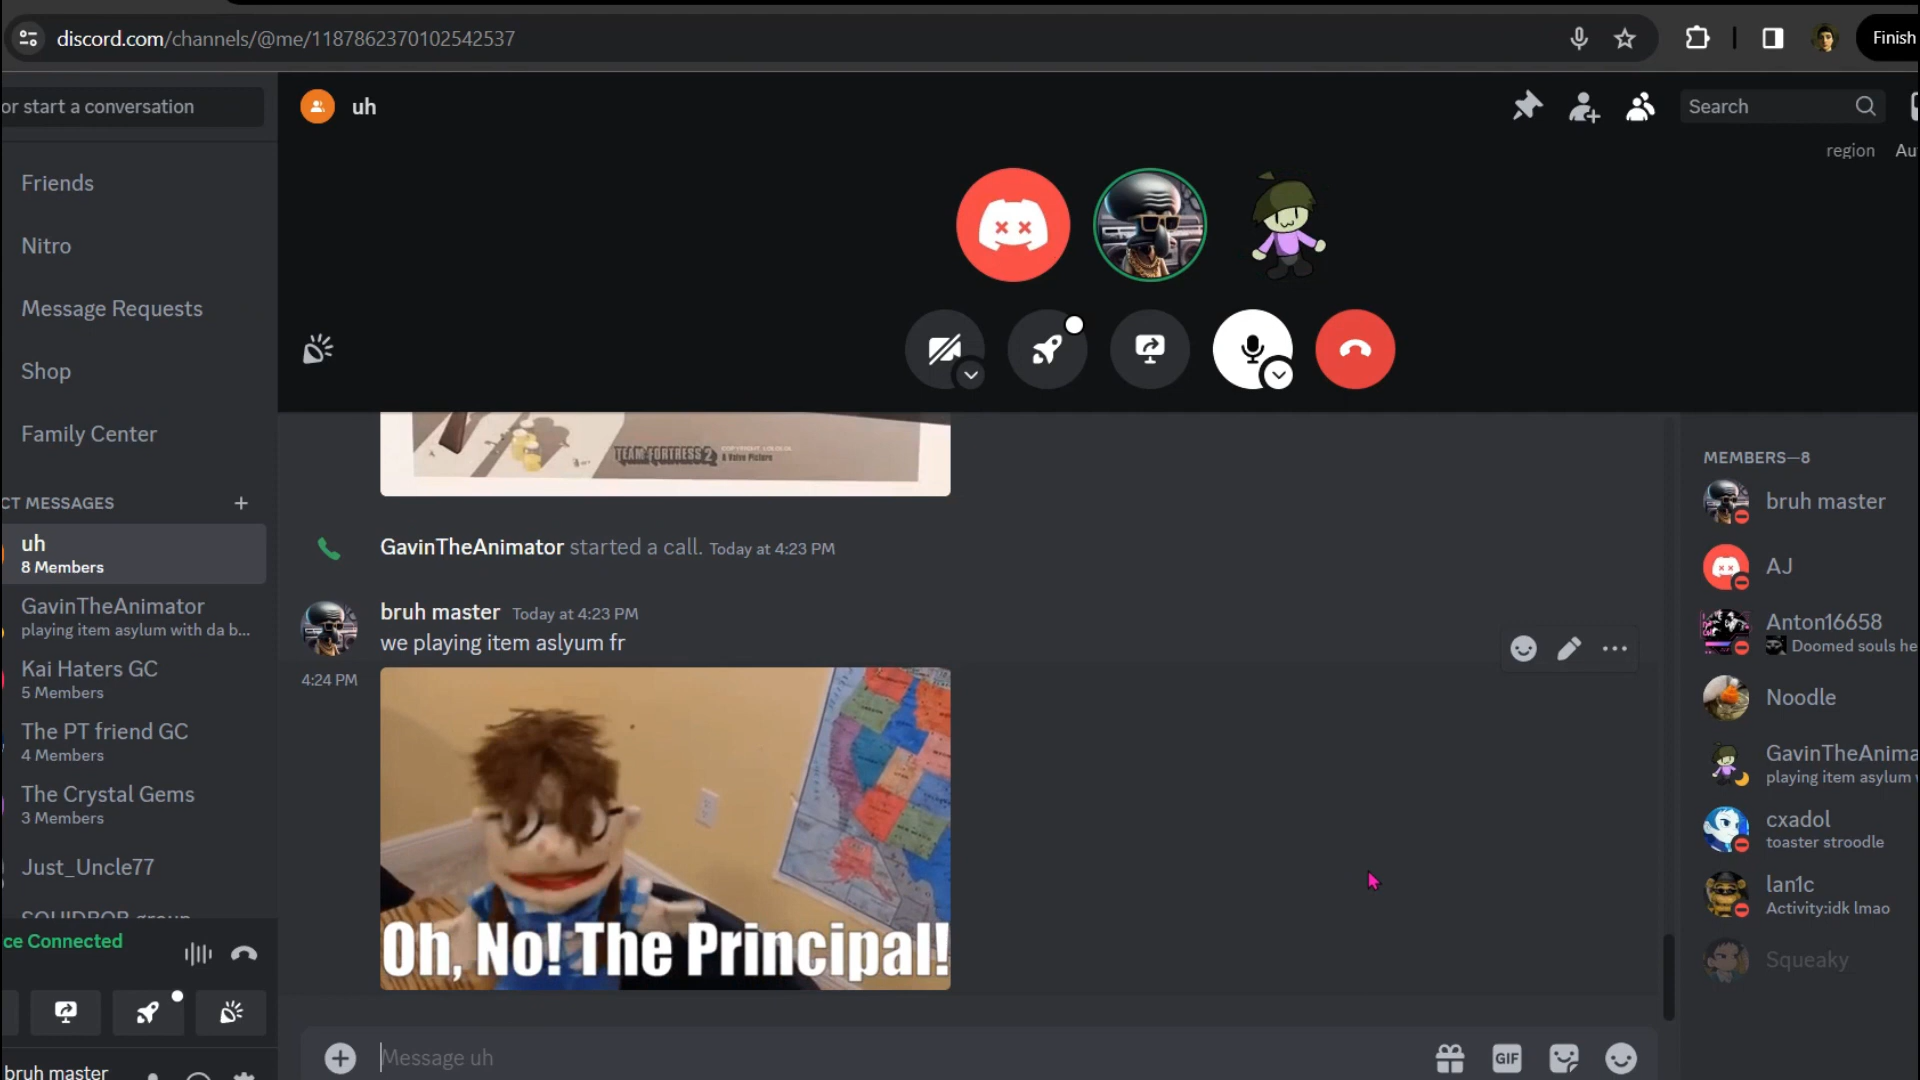 discord.com/channels/@me/1187862370102542537
Finish
or start a conversation
uh
Search
region Au
Friends
Nitro
Message Requests
Shop
Family Center
CT MESSAGES
uh
8 Members
GavinTheAnimator
playing item asylum with da b...
Kai Haters GC
5 Members
The PT friend GC
4 Members
The Crystal Gems
3 Members
Just_Uncle77
SQUIDBOB group
ce Connected
bruh master
TEAM FORTRESS 2
A Valve Picture
GavinTheAnimator started a call. Today at 4:23 PM
bruh master Today at 4:23 PM
we playing item aslyum fr
4:24 PM
Oh, No! The Principal!
Message uh
GIF
MEMBERS—8
bruh master
AJ
Anton16658
Doomed souls he
Noodle
GavinTheAnima
playing item asylum w
cxadol
toaster stroodle
lan1c
Activity:idk lmao
Squeaky